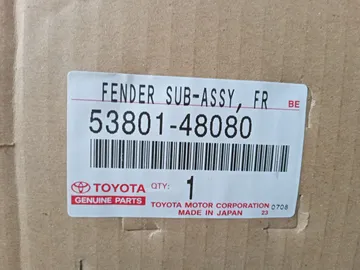 FENDER SUB-ASSY, FR
BE
53801-48080
TOYOTA
GENUINE PARTS
QTY:
1
TOYOTA MOTOR CORPORATION
MADE IN JAPAN
23
0708